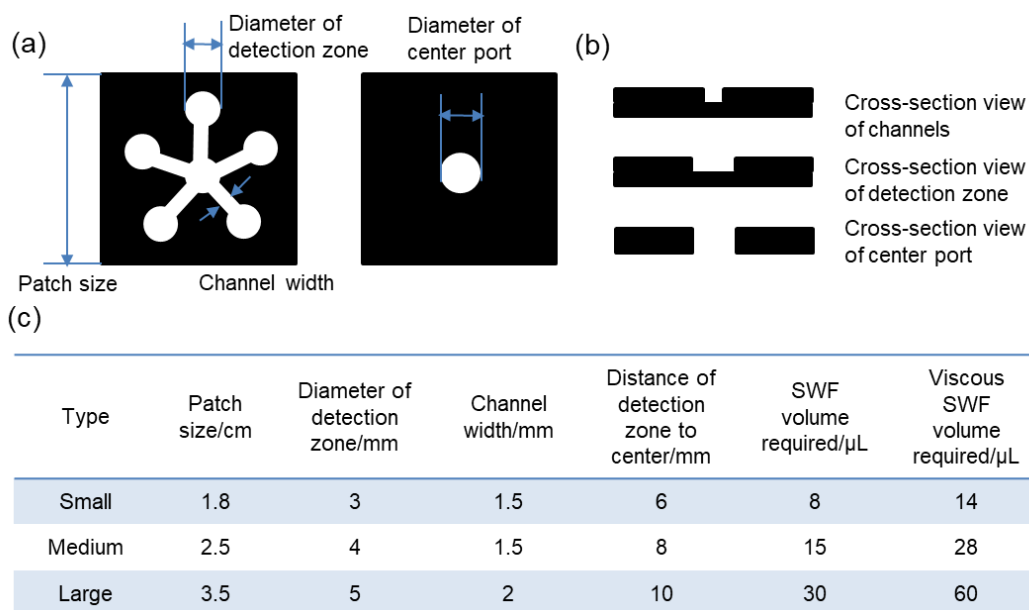 (a)
Diameter of
detection zone
Diameter of
center port
Patch size
Channel width
(b)
Cross-section view
of channels
Cross-section view
of detection zone
Cross-section view
of center port
(c)
Type
Patch
size/cm
Diameter of
detection
zone/mm
Channel
width/mm
Distance of
detection
zone to
center/mm
SWF
volume
required/µL
Viscous
SWF
volume
required/µL
Small 1.8 3 1.5 6 8 14
Medium 2.5 4 1.5 8 15 28
Large 3.5 5 2 10 30 60